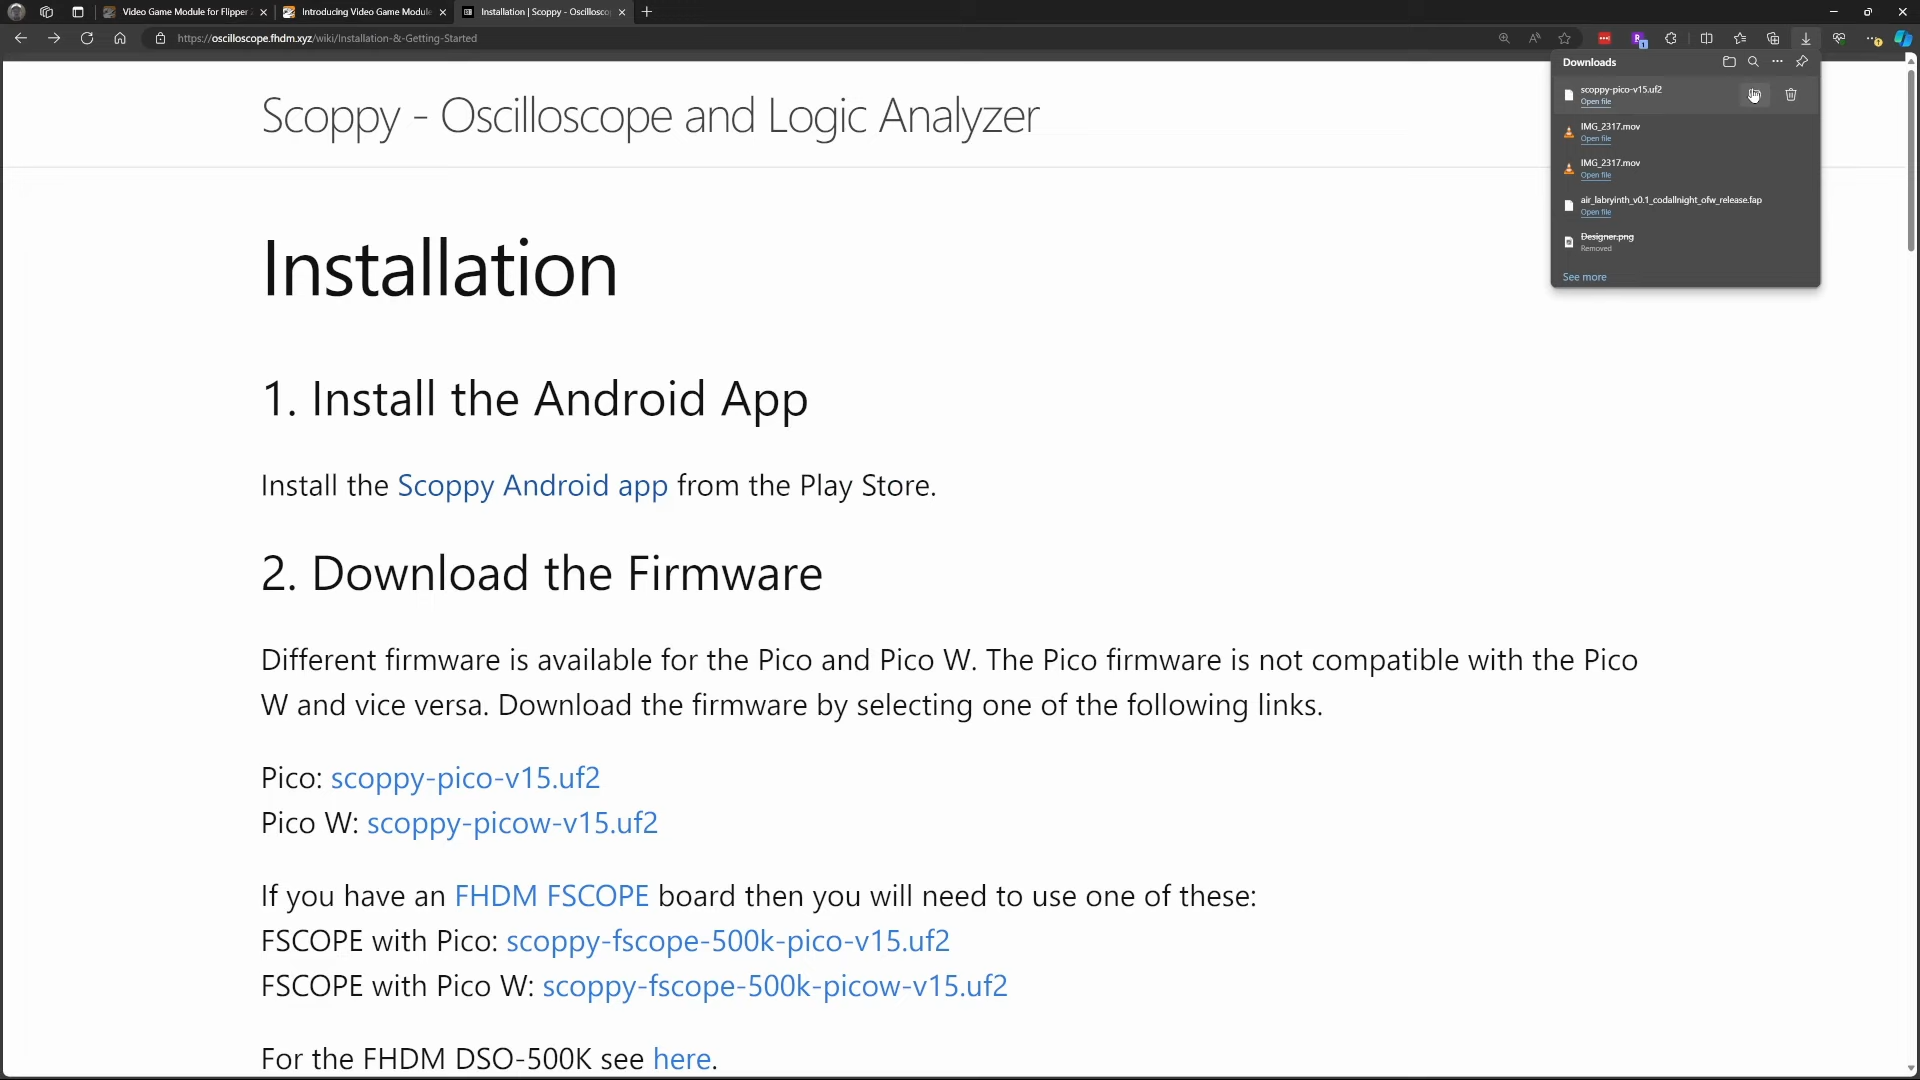 Video Game Module for Flipper
Introducing Video Game Module
Installation | Scoppy - Oscillosco
https://oscilloscope.fhdm.xyz/wiki/Installation-&-Getting-Started
Downloads
scoppy-pico-v15.uf2
Open file
IMG_2317.mov
Open file
IMG_2317.mov
Open file
air_labryinth_v0.1_codallnight_ofw_release.fap
Open file
Designer.png
Removed
See more
Scoppy - Oscilloscope and Logic Analyzer
Installation
1. Install the Android App
Install the Scoppy Android app from the Play Store.
2. Download the Firmware
Different firmware is available for the Pico and Pico W. The Pico firmware is not compatible with the Pico
W and vice versa. Download the firmware by selecting one of the following links.
Pico: scoppy-pico-v15.uf2
Pico W: scoppy-picow-v15.uf2
If you have an FHDM FSCOPE board then you will need to use one of these:
FSCOPE with Pico: scoppy-fscope-500k-pico-v15.uf2
FSCOPE with Pico W: scoppy-fscope-500k-picow-v15.uf2
For the FHDM DSO-500K see here.